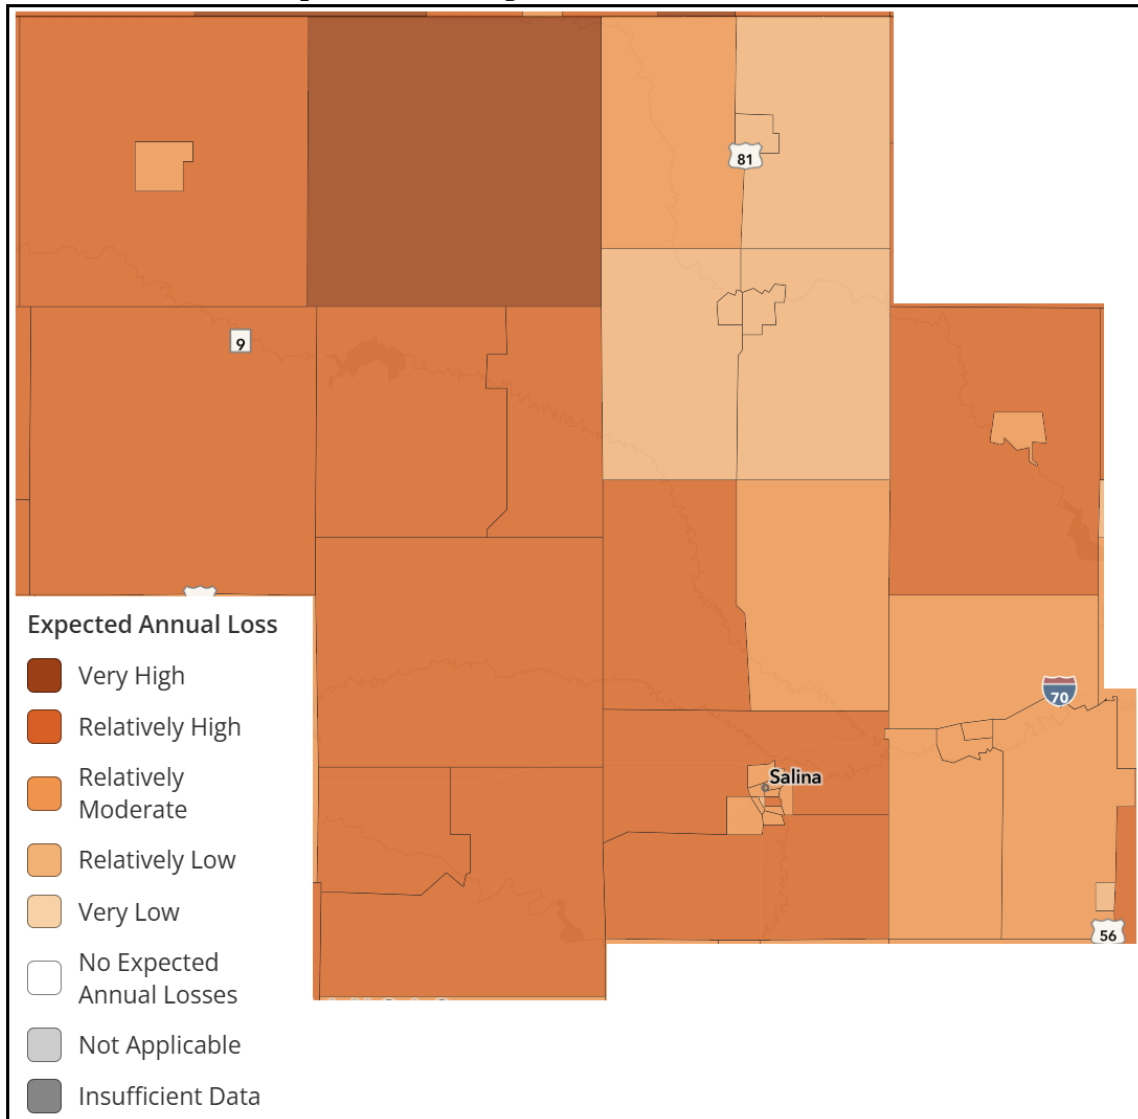 81
9
70
Salina
56
Expected Annual Loss
Very High
Relatively High
Relatively
Moderate
Relatively Low
Very Low
No Expected
Annual Losses
Not Applicable
Insufficient Data